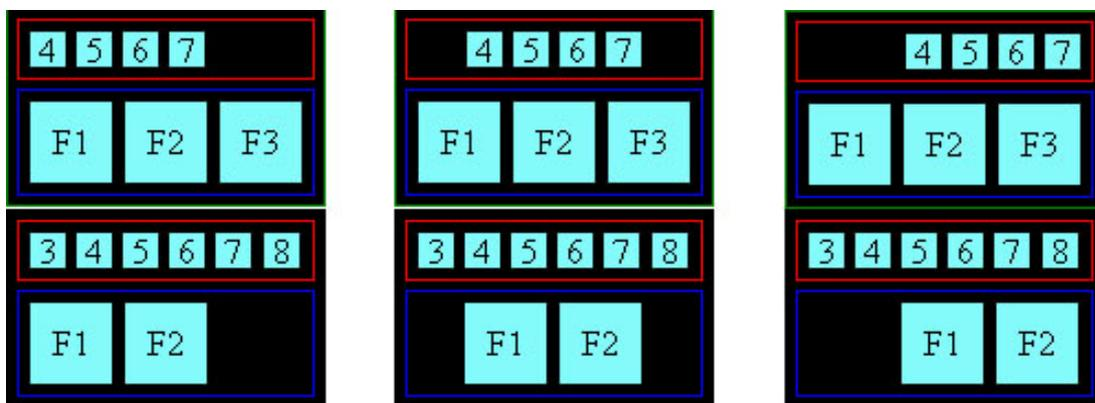 4 5 6 7 4 5 6 7 4 5 6 7
F1 F2 F3 F1 F2 F3 F1 F2 F3
3 4 5 6 7 8 3 4 5 6 7 8 3 4 5 6 7 8
F1 F2 F1 F2 F1 F2